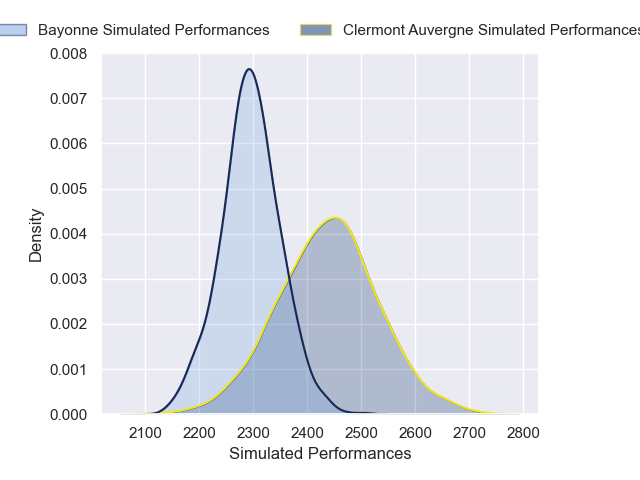 Bayonne Simulated Performances
Clermont Auvergne Simulated Performances
0.008
0.007
0.006
0.005
0.004
0.003
0.002
0.001
0.000
Density
2100 2200 2300 2400 2500 2600 2700 2800
Simulated Performances